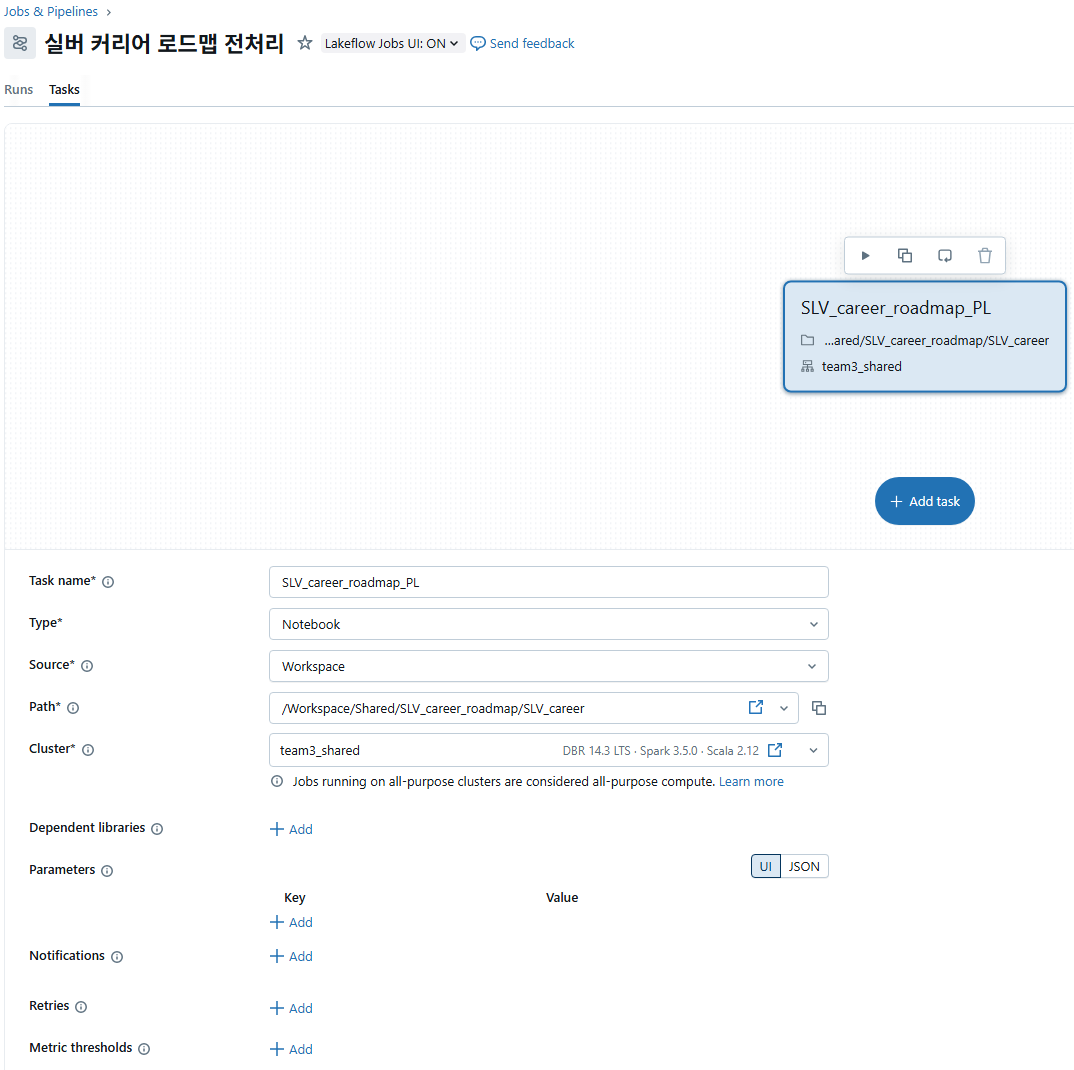 Jobs & Pipelines ›
실버 커리어 로드맵 전처리 Lakeflow Jobs UI: ON Send feedback
Runs Tasks
SLV_career_roadmap_PL
...ared/SLV_career_roadmap/SLV_career
team3_shared
+ Add task
Task name* SLV_career_roadmap_PL
Type* Notebook
Source* Workspace
Path* /Workspace/Shared/SLV_career_roadmap/SLV_career
Cluster* team3_shared DBR 14.3 LTS · Spark 3.5.0 · Scala 2.12
Jobs running on all-purpose clusters are considered all-purpose compute. Learn more
Dependent libraries + Add
Parameters UI JSON
Key Value
+ Add
Notifications + Add
Retries + Add
Metric thresholds + Add